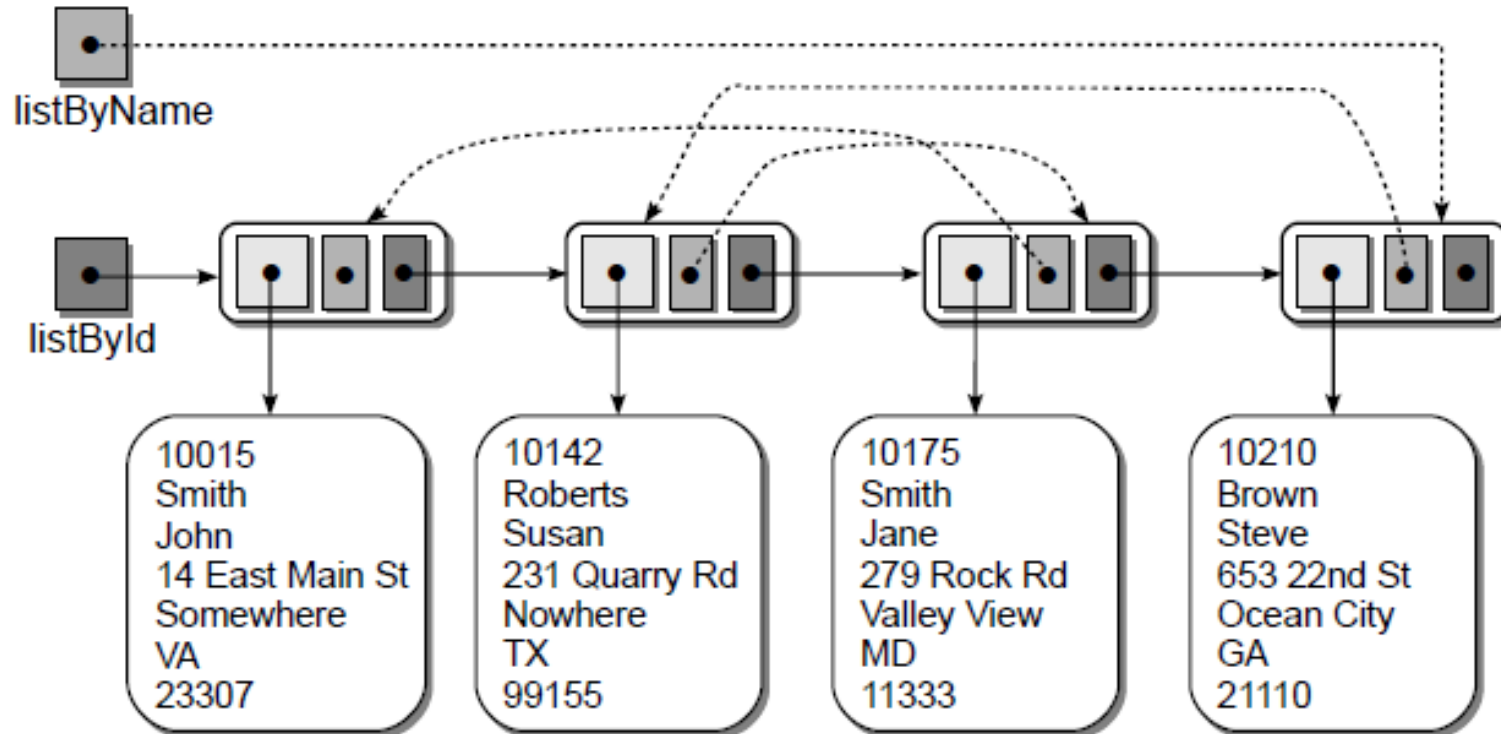 listByName
listById
10015
Smith
John
14 East Main St
Somewhere
VA
23307
10142
Roberts
Susan
231 Quarry Rd
Nowhere
TX
99155
10175
Smith
Jane
279 Rock Rd
Valley View
MD
11333
10210
Brown
Steve
653 22nd St
Ocean City
GA
21110